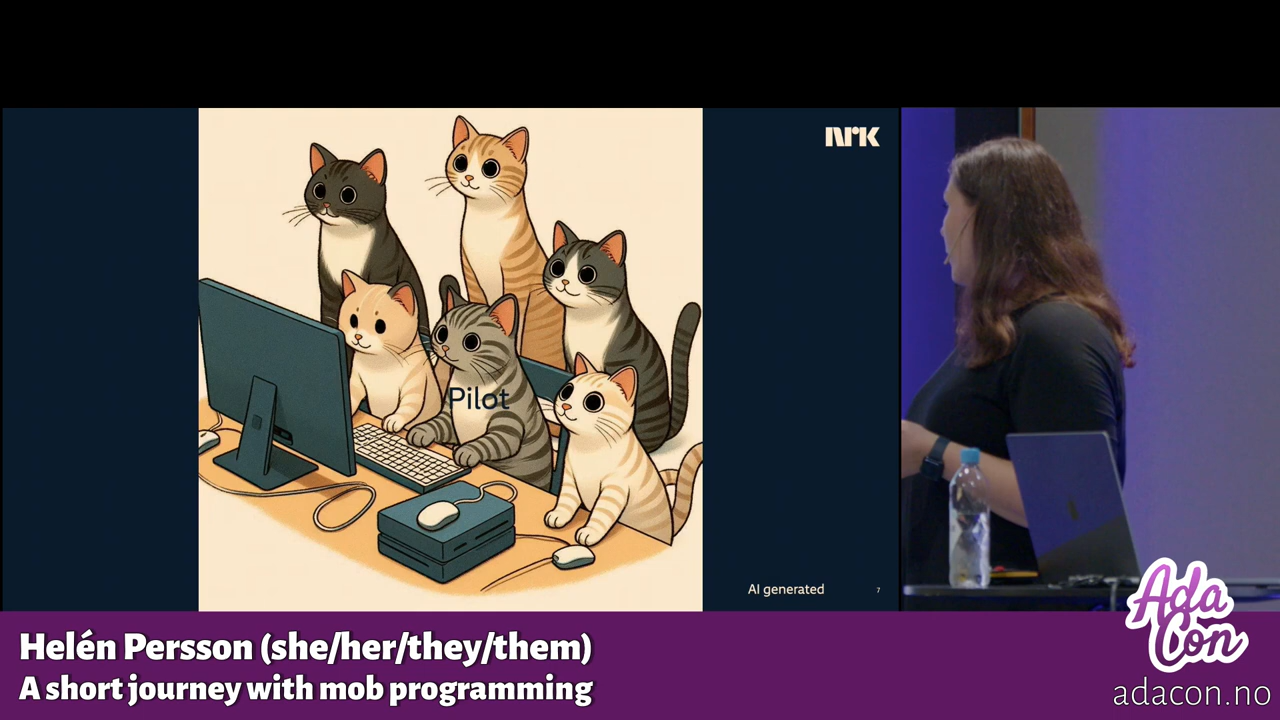 NRK
Pilot
AI generated
7
Helén Persson (she/her/they/them)
A short journey with mob programming
Ada
Con
adacon.no